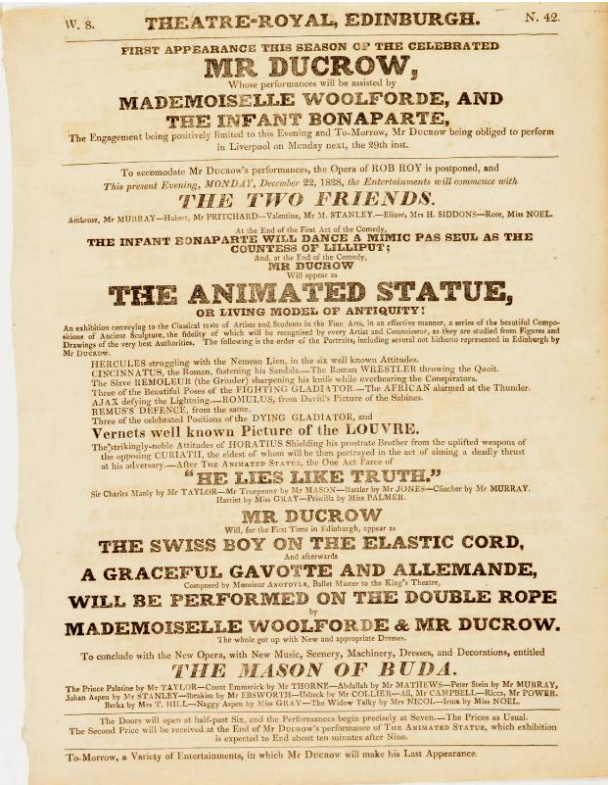 W. 8.
THEATRE-ROYAL, EDINBURGH.
N. 42.
FIRST APPEARANCE THIS SEASON OF THE CELEBRATED
MR DUCROW,
Whose performances will be assisted by
MADEMOISELLE WOOLFORDE, AND
THE INFANT BONAPARTE,
The Engagement being positively limited to this Evening and To-Morrow, Mr Ducrow being obliged to perform
in Liverpool on Monday next, the 29th inst.
To accomodate Mr Ducrow's performances, the Opera of ROB ROY is postponed, and
This present Evening, MONDAY, December 22, 1828, the Entertainments will commence with
THE TWO FRIENDS.
Ambrose, Mr MURRAY—Hubert, Mr PRITCHARD—Valentine, Mr M. STANLEY.—Elinor, Mrs H. SIDDONS—Rose, Miss NOEL.
At the End of the First Act of the Comedy,
THE INFANT BONAPARTE WILL DANCE A MIMIC PAS SEUL AS THE
COUNTESS OF LILLIPUT;
And, at the End of the Comedy,
MR DUCROW
Will appear as
THE ANIMATED STATUE,
OR LIVING MODEL OF ANTIQUITY!
An exhibition conveying to the Classical taste of Artists and Students in the Fine Arts, in an effective manner, a series of the beautiful Compo-
sitions of Ancient Sculpture, the fidelity of which will be recognised by every Artist and Connoisseur, as they are studied from Figures and
Drawings of the very best Authorities. The following is the order of the Portraits, including several not hitherto represented in Edinburgh by
Mr Ducrow.
HERCULES struggling with the Nemean Lion, in the six well known Attitudes.
CINCINNATUS, the Roman, fastening his Sandals.—The Roman WRESTLER throwing the Quoit.
The Slave REMOLEUR (the Grinder) sharpening his knife while overhearing the Conspirators.
Three of the Beautiful Poses of the FIGHTING GLADIATOR—The AFRICAN alarmed at the Thunder.
AJAX defying the Lightning.—ROMULUS, from David's Picture of the Sabines.
REMUS'S DEFENCE, from the same.
Three of the celebrated Positions of the DYING GLADIATOR, and
Vernets well known Picture of the LOUVRE.
The strikingly-noble Attitudes of HORATIUS Shielding his prostrate Brother from the uplifted weapons of
the opposing CURIATII, the eldest of whom will be then portrayed in the act of aiming a deadly thrust
at his adversary.—After The Animated Statue, the One Act Farce of
"HE LIES LIKE TRUTH."
Sir Charles Manly by Mr TAYLOR—Mr Truepenny by Mr MASON—Rattler by Mr JONES—Clincher by Mr MURRAY.
Harriet by Miss GRAY—Priscilla by Miss PALMER.
MR DUCROW
Will, for the First Time in Edinburgh, appear as
THE SWISS BOY ON THE ELASTIC CORD,
And afterwards
A GRACEFUL GAVOTTE AND ALLEMANDE,
Composed by Monsieur Ballet Master to the King's Theatre,
WILL BE PERFORMED ON THE DOUBLE ROPE
by
MADEMOISELLE WOOLFORDE & MR DUCROW.
The whole got up with New and appropriate Dresses.
To conclude with the New Opera, with New Music, Scenery, Machinery, Dresses, and Decorations, entitled
THE MASON OF BUDA.
The Prince Palatine by Mr TAYLOR—Count Emmerick by Mr THORNE—Abdallah by Mr MATHEWS—Peter Stein by Mr MURRAY,
Johan Aspen by Mr STANLEY—Ibrahim by Mr EBSWORTH—Usbeck by Mr COLLIER—Ali, Mr CAMPBELL—Ricca, Mr POWER.
Berka by Mrs T. HILL—Naggy Aspen by Miss GRAY—The Widow Telky by Mrs NICOL—Irma by Miss NOEL.
The Doors will open at half-past Six, and the Performances begin precisely at Seven.—The Prices as Usual.
The Second Price will be received at the End of Mr Ducrow's performance of The Animated Statue, which exhibition
is expected to End about ten minutes after Nine.
To-Morrow, a Variety of Entertainments, in which Mr Ducrow will make his Last Appearance.